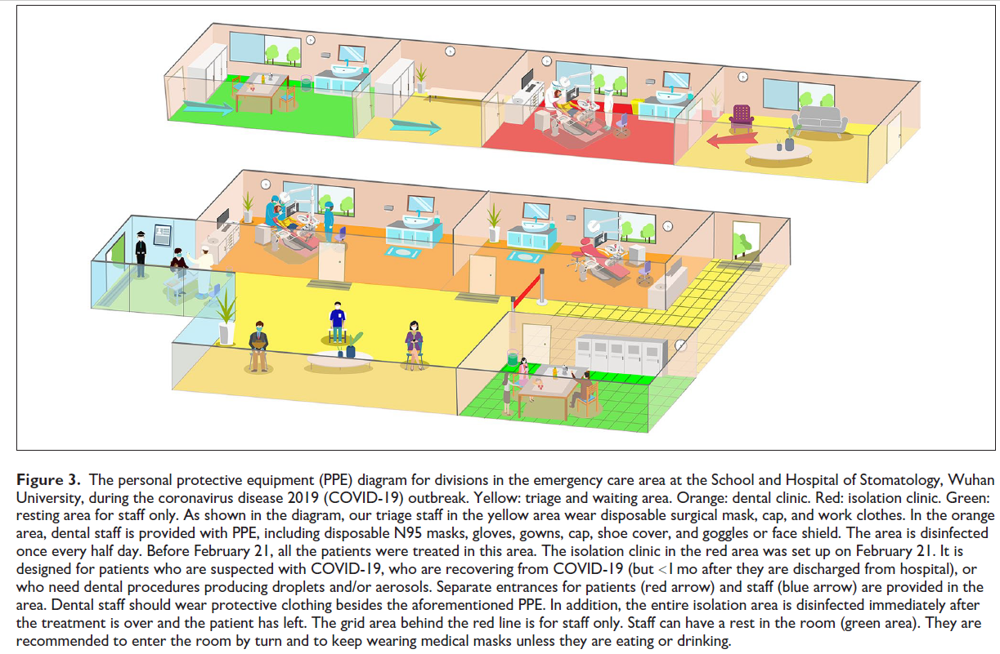 Figure 3. The personal protective equipment (PPE) diagram for divisions in the emergency care area at the School and Hospital of Stomatology, Wuhan
University, during the coronavirus disease 2019 (COVID-19) outbreak. Yellow: triage and waiting area. Orange: dental clinic. Red: isolation clinic. Green:
resting area for staff only. As shown in the diagram, our triage staff in the yellow area wear disposable surgical mask, cap, and work clothes. In the orange
area, dental staff is provided with PPE, including disposable N95 masks, gloves, gowns, cap, shoe cover, and goggles or face shield. The area is disinfected
once every half day. Before February 21, all the patients were treated in this area. The isolation clinic in the red area was set up on February 21. It is
designed for patients who are suspected with COVID-19, who are recovering from COVID-19 (but <1 mo after they are discharged from hospital), or
who need dental procedures producing droplets and/or aerosols. Separate entrances for patients (red arrow) and staff (blue arrow) are provided in the
area. Dental staff should wear protective clothing besides the aforementioned PPE. In addition, the entire isolation area is disinfected immediately after
the treatment is over and the patient has left. The grid area behind the red line is for staff only. Staff can have a rest in the room (green area). They are
recommended to enter the room by turn and to keep wearing medical masks unless they are eating or drinking.